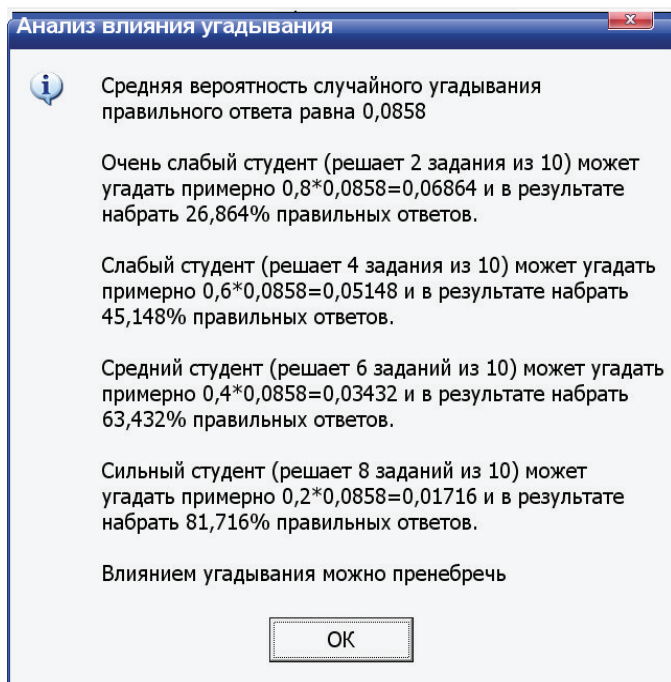 Анализ влияния угадывания
Средняя вероятность случайного угадывания
правильного ответа равна 0,0858
Очень слабый студент (решает 2 задания из 10) может
угадать примерно 0,8*0,0858=0,06864 и в результате
набрать 26,864% правильных ответов.
Слабый студент (решает 4 задания из 10) может угадать
примерно 0,6*0,0858=0,05148 и в результате набрать
45,148% правильных ответов.
Средний студент (решает 6 заданий из 10) может угадать
примерно 0,4*0,0858=0,03432 и в результате набрать
63,432% правильных ответов.
Сильный студент (решает 8 заданий из 10) может
угадать примерно 0,2*0,0858=0,01716 и в результате
набрать 81,716% правильных ответов.
Влиянием угадывания можно пренебречь
ОК